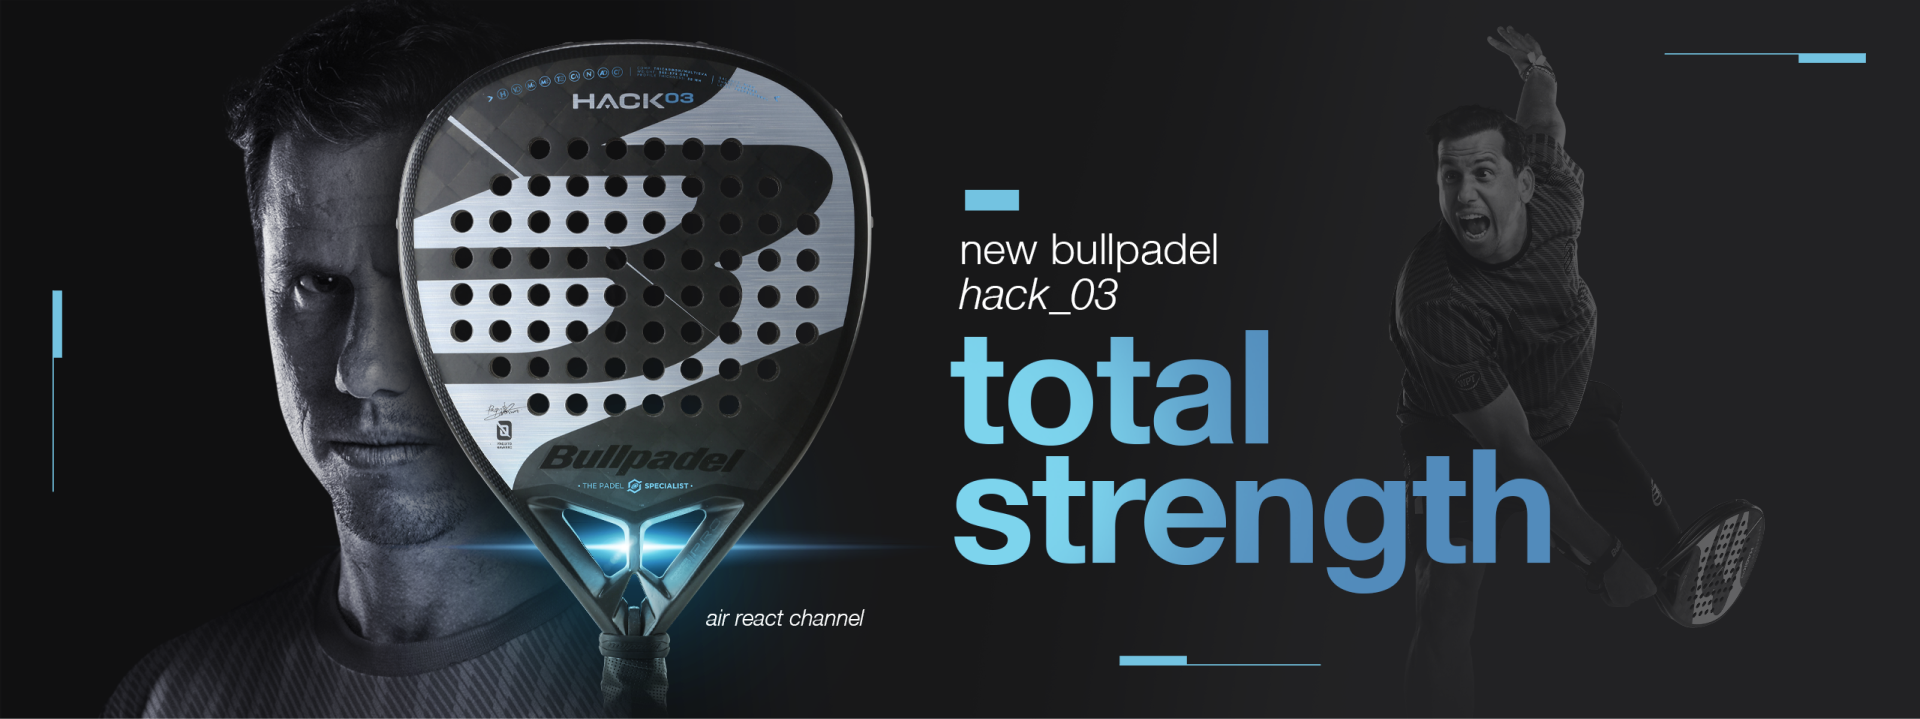 HACK03
Bullpadel
• THE PADEL SPECIALIST •
air react channel
new bullpadel
hack_03
total
strength